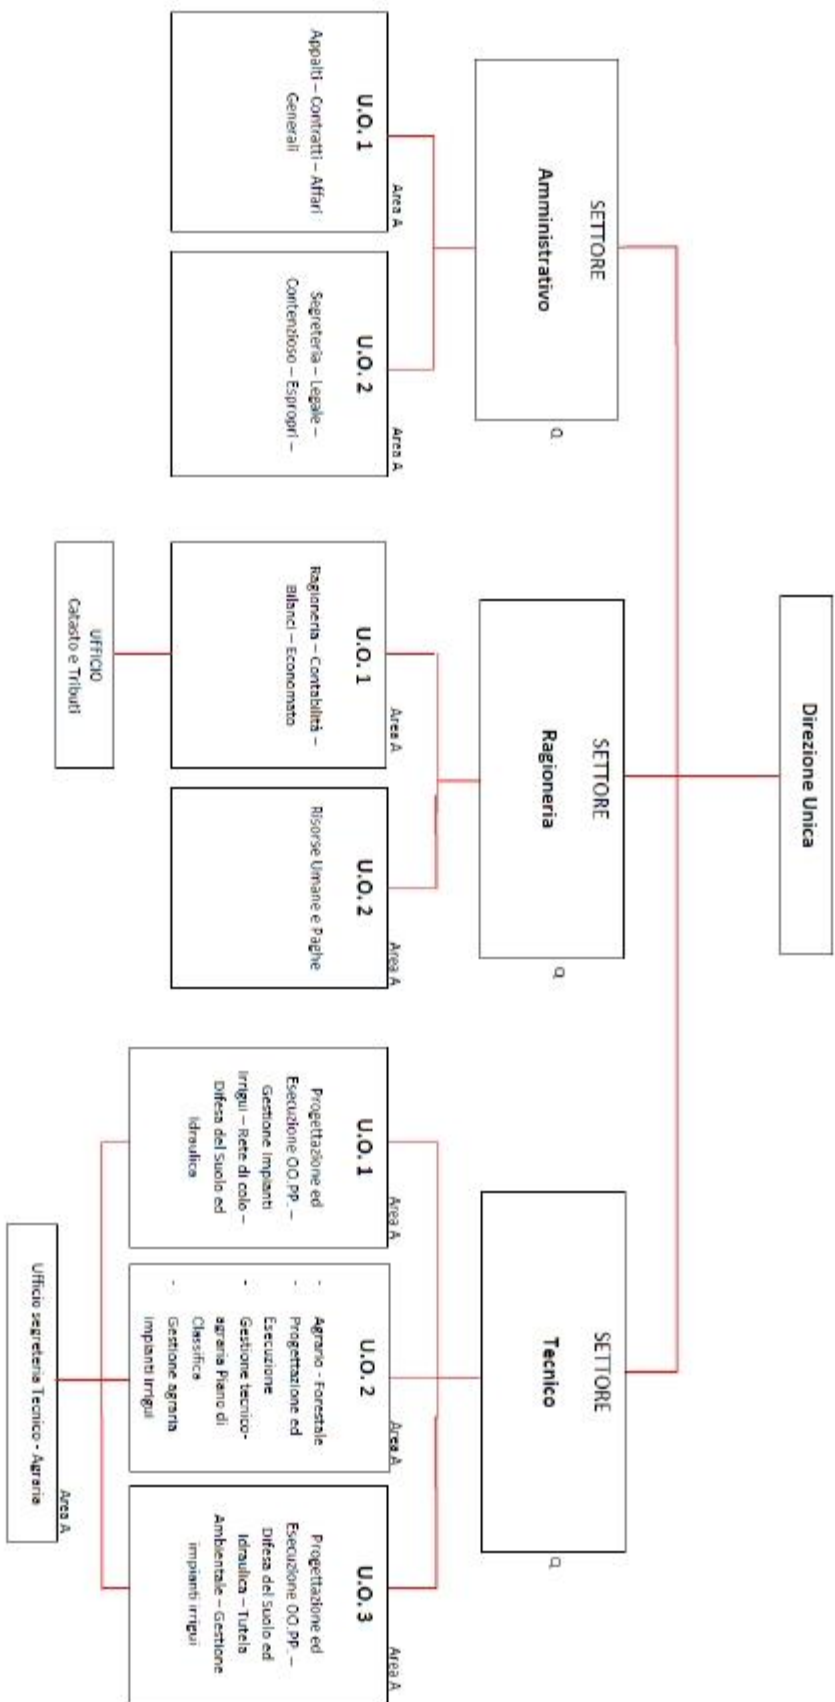 Direzione Unica
SETTORE
Amministrativo
Q
SETTORE
Ragioneria
Q
SETTORE
Tecnico
Q
Area A
U.O. 1
Appalti – Contratti – Affari
Generali
Area A
U.O. 2
Segreteria – Legale –
Contenzioso – Espropri –
Area A
U.O. 1
Ragioneria – Contabilità –
Bilanci – Economato
Area A
U.O. 2
Risorse Umane e Paghe
Area A
U.O. 1
Progettazione ed
Esecuzione OO.PP. –
Gestione Impianti
Irrigui – Rete di colo –
Difesa del Suolo ed
Idraulica
Area A
U.O. 2
- Agrario - Forestale
- Progettazione ed
Esecuzione
- Gestione tecnico-
agraria Piano di
Classifica
- Gestione agraria
impianti irrigui
Area A
U.O. 3
Progettazione ed
Esecuzione OO.PP. –
Difesa del Suolo ed
Idraulica – Tutela
Ambientale – Gestione
impianti irrigui
UFFICIO
Catasto e Tributi
Area A
Ufficio segreteria Tecnico - Agraria